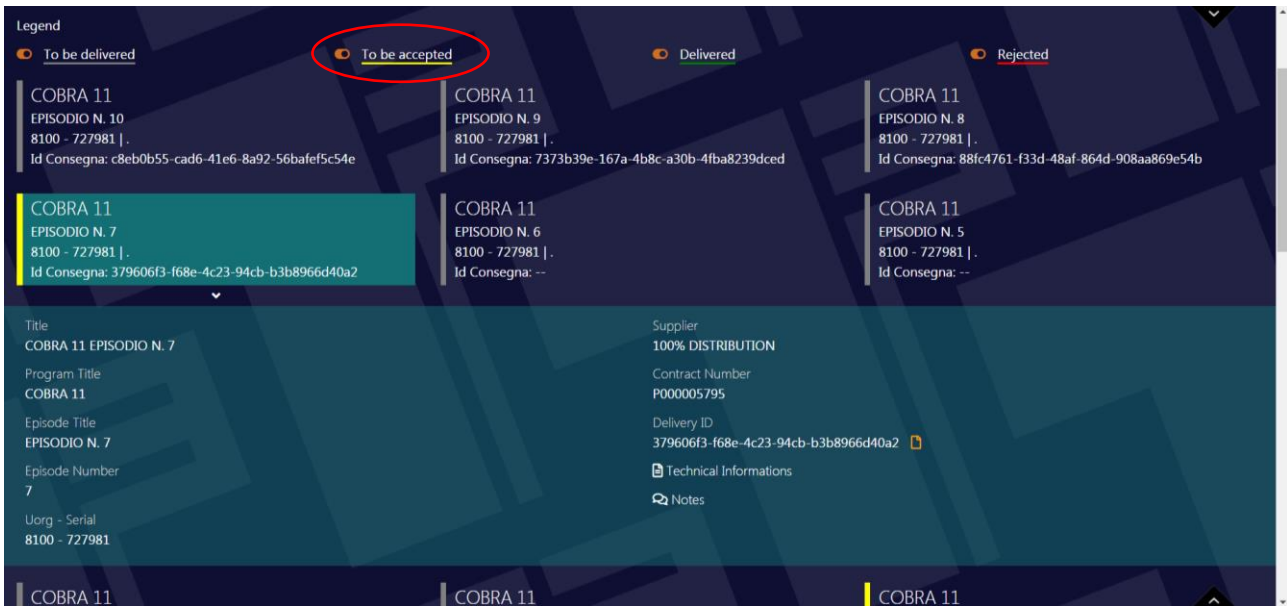 Legend
To be delivered
To be accepted
Delivered
Rejected
COBRA 11
EPISODIO N. 10
8100 - 727981 | .
Id Consegna: c8eb0b55-cad6-41e6-8a92-56bafef5c54e
COBRA 11
EPISODIO N. 9
8100 - 727981 | .
Id Consegna: 7373b39e-167a-4b8c-a30b-4fba8239dced
COBRA 11
EPISODIO N. 8
8100 - 727981 | .
Id Consegna: 88fc4761-f33d-48af-864d-908aa869e54b
COBRA 11
EPISODIO N. 7
8100 - 727981 | .
Id Consegna: 379606f3-f68e-4c23-94cb-b3b8966d40a2
COBRA 11
EPISODIO N. 6
8100 - 727981 | .
Id Consegna: --
COBRA 11
EPISODIO N. 5
8100 - 727981 | .
Id Consegna: --
Title
COBRA 11 EPISODIO N. 7
Program Title
COBRA 11
Episode Title
EPISODIO N. 7
Episode Number
7
Uorg - Serial
8100 - 727981
Supplier
100% DISTRIBUTION
Contract Number
P000005795
Delivery ID
379606f3-f68e-4c23-94cb-b3b8966d40a2
Technical Informations
Notes
COBRA 11
COBRA 11
COBRA 11